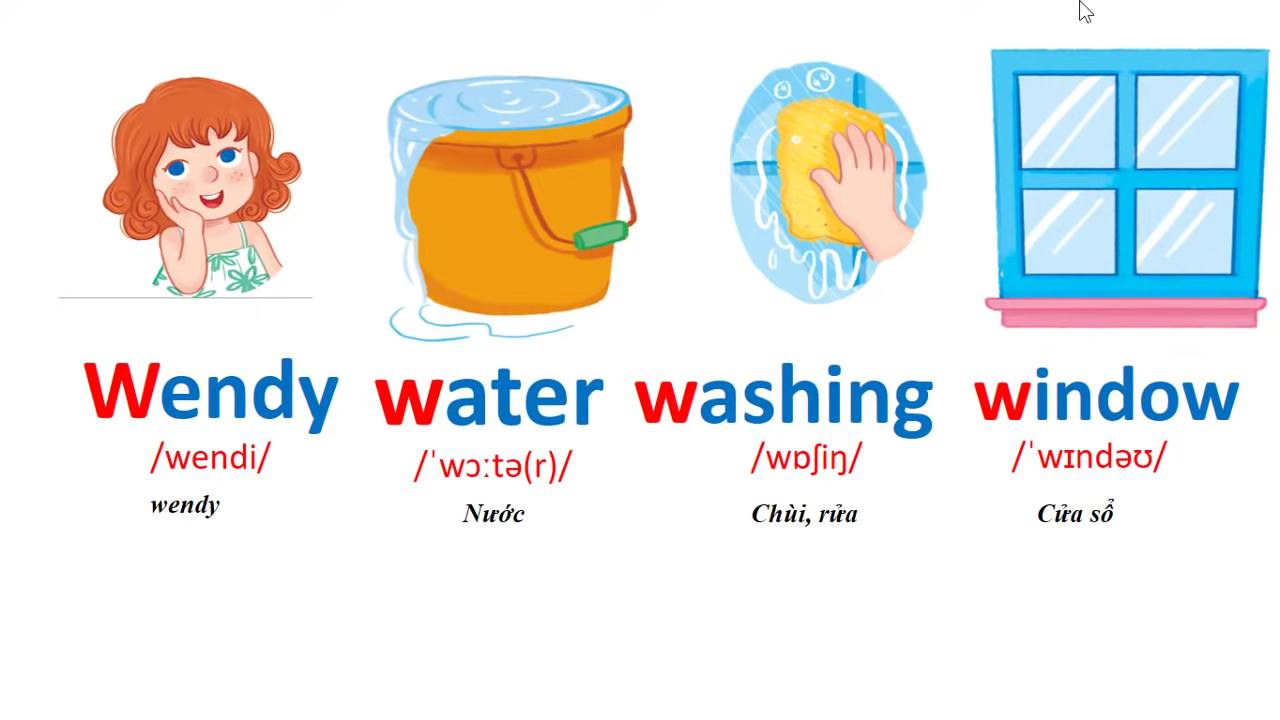 Wendy water washing window
/wendi/ /ˈwɔːtə(r)/ /wɒʃiŋ/ /ˈwɪndəʊ/
wendy Nước Chùi, rửa Cửa sổ